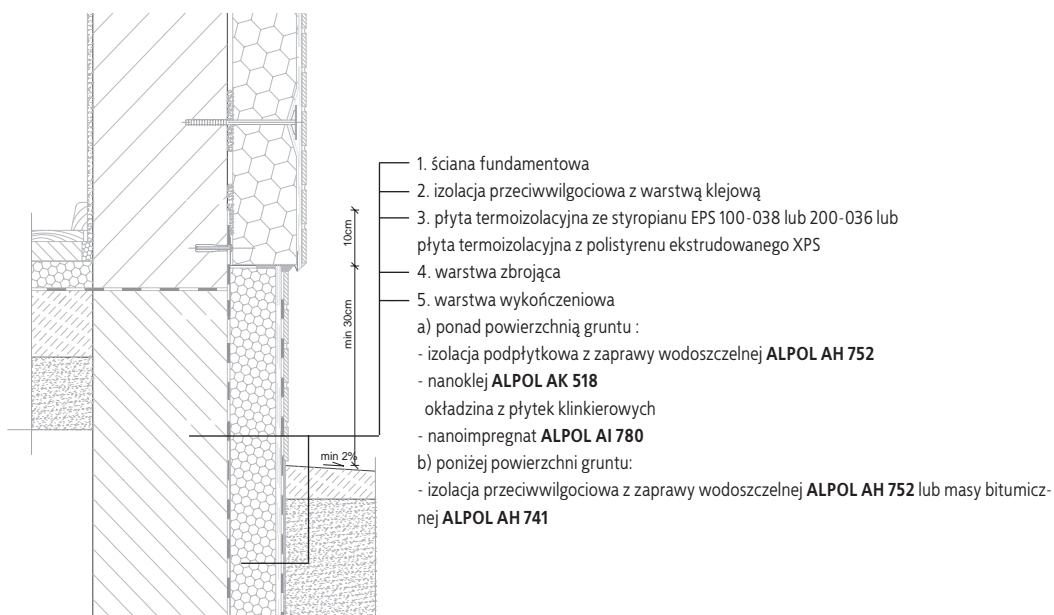 1. ściana fundamentowa
2. izolacja przeciwwilgociowa z warstwą klejową
3. płyta termoizolacyjna ze styropianu EPS 100-038 lub 200-036 lub
płyta termoizolacyjna z polistyrenu ekstrudowanego XPS
4. warstwa zbrojąca
5. warstwa wykończeniowa
a) ponad powierzchnią gruntu :
- izolacja podpłytkowa z zaprawy wodoszczelnej ALPOL AH 752
- nanoklej ALPOL AK 518
okładzina z płytek klinkierowych
- nanoimpregnat ALPOL AI 780
b) poniżej powierzchni gruntu:
- izolacja przeciwwilgociowa z zaprawy wodoszczelnej ALPOL AH 752 lub masy bitumicz-
nej ALPOL AH 741
10cm
min 30cm
min 2%